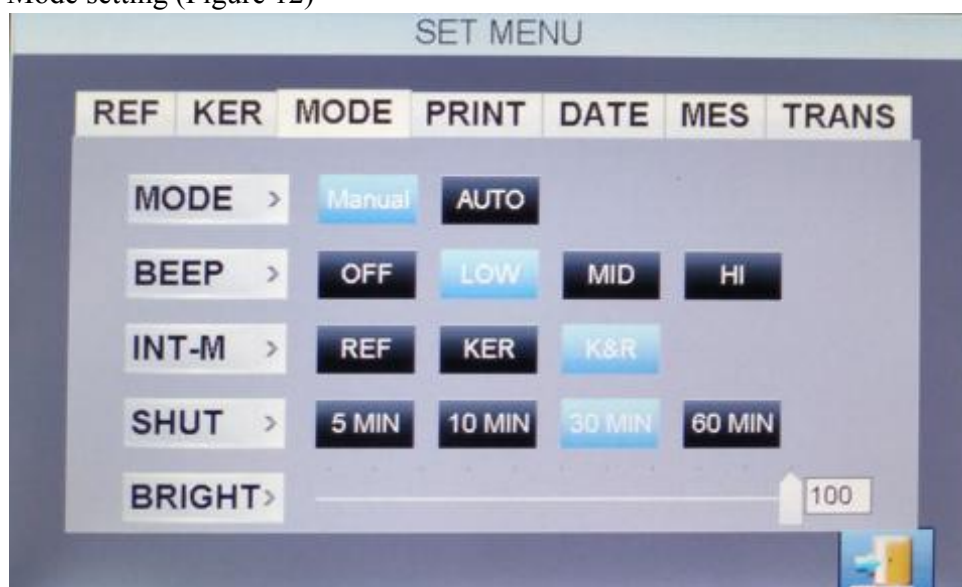 Mode setting (Figure 12)
SET MENU
REF KER MODE PRINT DATE MES TRANS
MODE > Manual AUTO
BEEP > OFF LOW MID HI
INT-M > REF KER K&R
SHUT > 5 MIN 10 MIN 30 MIN 60 MIN
BRIGHT> 100